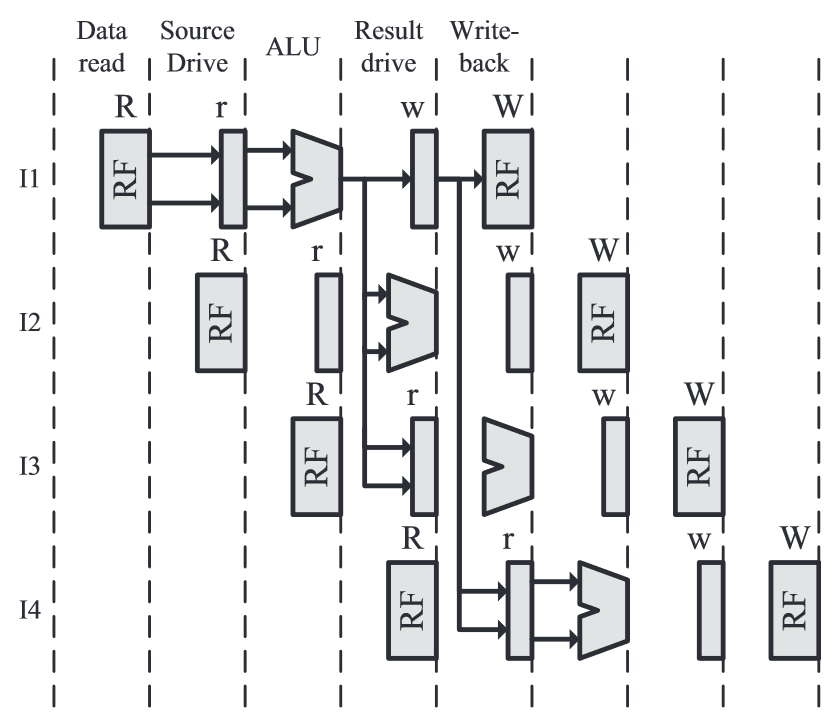 Data read
Source Drive
ALU
Result drive
Write-back
R r w W
I1 RF RF
R r w W
I2 RF RF
R r w W
I3 RF RF
R r w W
I4 RF RF